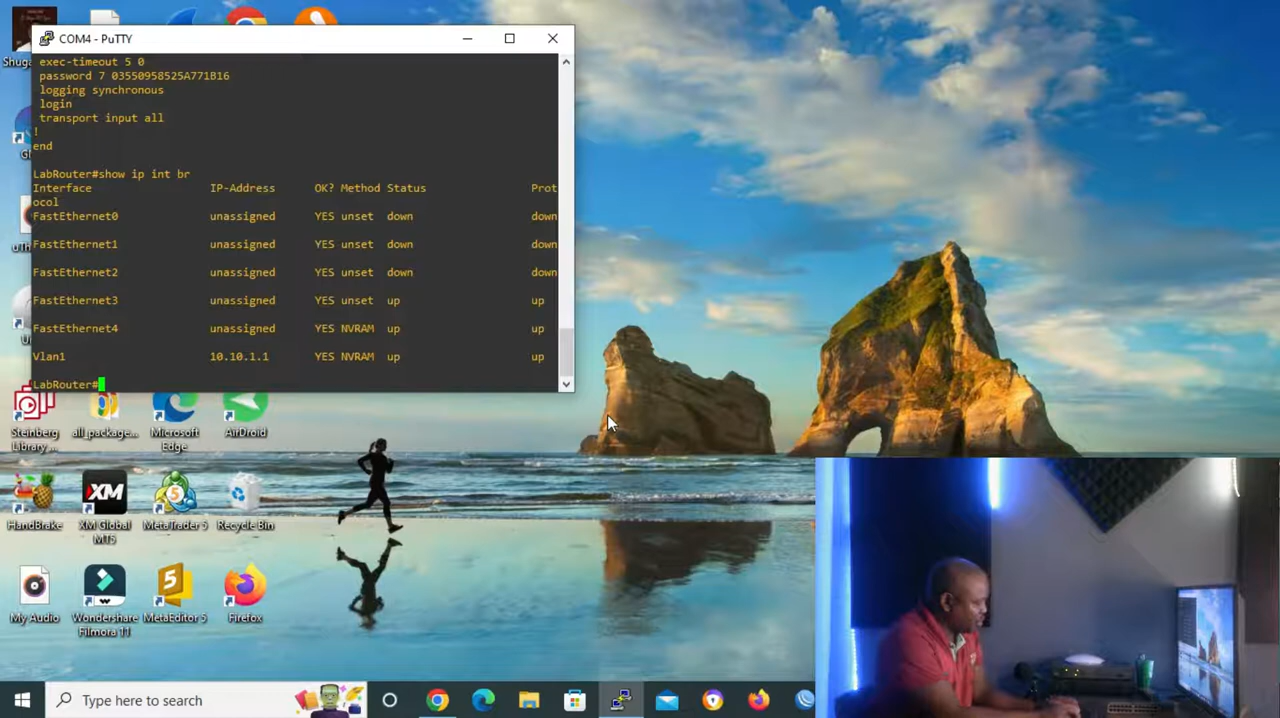 COM4 - PuTTY
exec-timeout 5 0
password 7 03550958525A771B16
logging synchronous
login
transport input all
!
end
LabRouter#show ip int br
Interface IP-Address OK? Method Status Prot
ocol
FastEthernet0 unassigned YES unset down down
FastEthernet1 unassigned YES unset down down
FastEthernet2 unassigned YES unset down down
FastEthernet3 unassigned YES unset up up
FastEthernet4 unassigned YES NVRAM up up
Vlan1 10.10.1.1 YES NVRAM up up
LabRouter#
Steinberg Library ...
all_package...
Microsoft Edge
AirDroid
XM
HandBrake
XM Global MT5
MetaTrader 5
Recycle Bin
5
My Audio
Wondershare Filmora 11
MetaEditor 5
Firefox
Type here to search